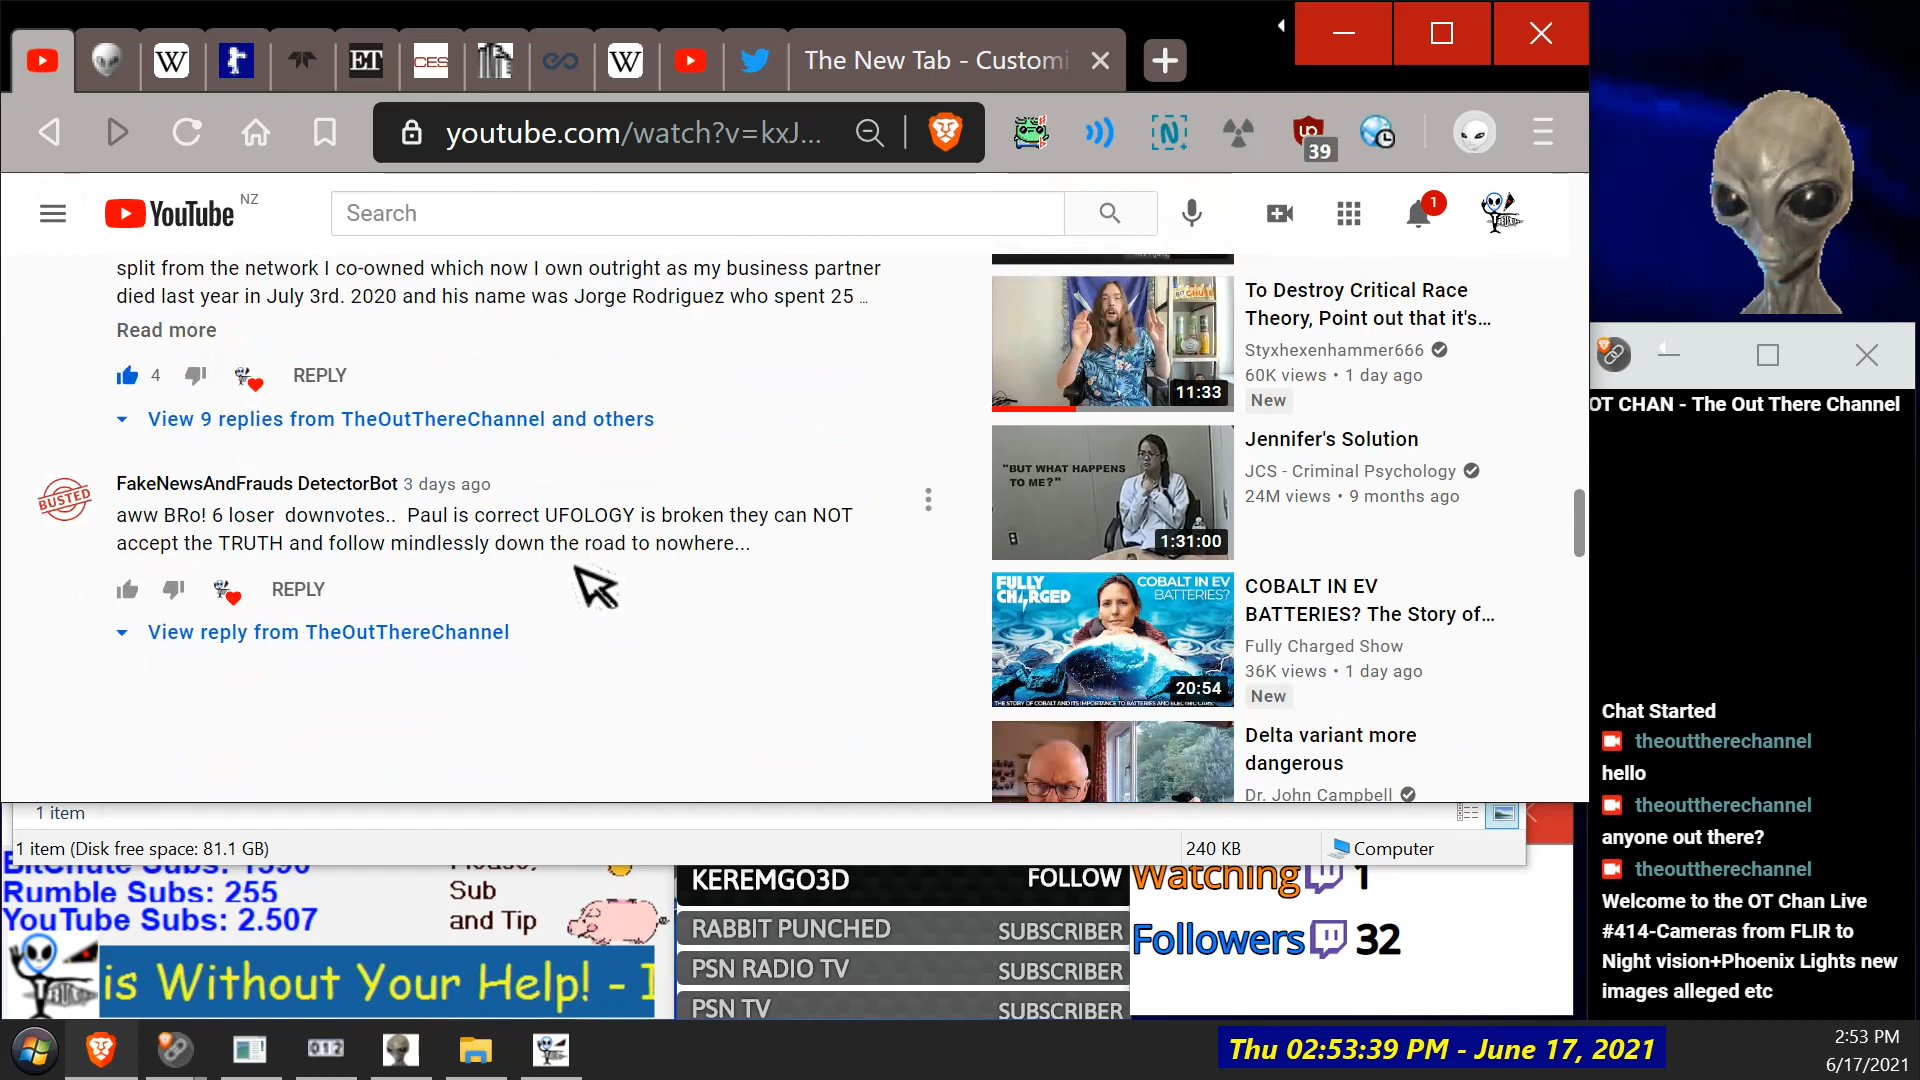 The New Tab - Customi
youtube.com/watch?v=kxJ...
39
YouTube NZ
Search
1
split from the network I co-owned which now I own outright as my business partner
died last year in July 3rd. 2020 and his name was Jorge Rodriguez who spent 25 ...
Read more
4
REPLY
View 9 replies from TheOutThereChannel and others
BUSTED
FakeNewsAndFrauds DetectorBot 3 days ago
aww BRo! 6 loser downvotes.. Paul is correct UFOLOGY is broken they can NOT
accept the TRUTH and follow mindlessly down the road to nowhere...
REPLY
View reply from TheOutThereChannel
11:33
To Destroy Critical Race
Theory, Point out that it's...
Styxhexenhammer666
60K views • 1 day ago
New
"BUT WHAT HAPPENS
TO ME?"
1:31:00
Jennifer's Solution
JCS - Criminal Psychology
24M views • 9 months ago
FULLY
CHARGED
COBALT IN EV
BATTERIES?
THE STORY OF COBALT AND ITS IMPORTANCE TO BATTERIES AND ELECTRIC CARS.
20:54
COBALT IN EV
BATTERIES? The Story of...
Fully Charged Show
36K views • 1 day ago
New
Delta variant more
dangerous
Dr. John Campbell
OT CHAN - The Out There Channel
Chat Started
theouttherechannel
hello
theouttherechannel
anyone out there?
theouttherechannel
Welcome to the OT Chan Live
#414-Cameras from FLIR to
Night vision+Phoenix Lights new
images alleged etc
1 item
1 item (Disk free space: 81.1 GB)
240 KB
Computer
BitChute Subs: 1390
Rumble Subs: 255
YouTube Subs: 2.507
Please,
Sub
and Tip
is Without Your Help! - I
KEREMGO3D FOLLOW
RABBIT PUNCHED SUBSCRIBER
PSN RADIO TV SUBSCRIBER
PSN TV SUBSCRIBER
Watching 1
Followers 32
012
Thu 02:53:39 PM - June 17, 2021
2:53 PM
6/17/2021